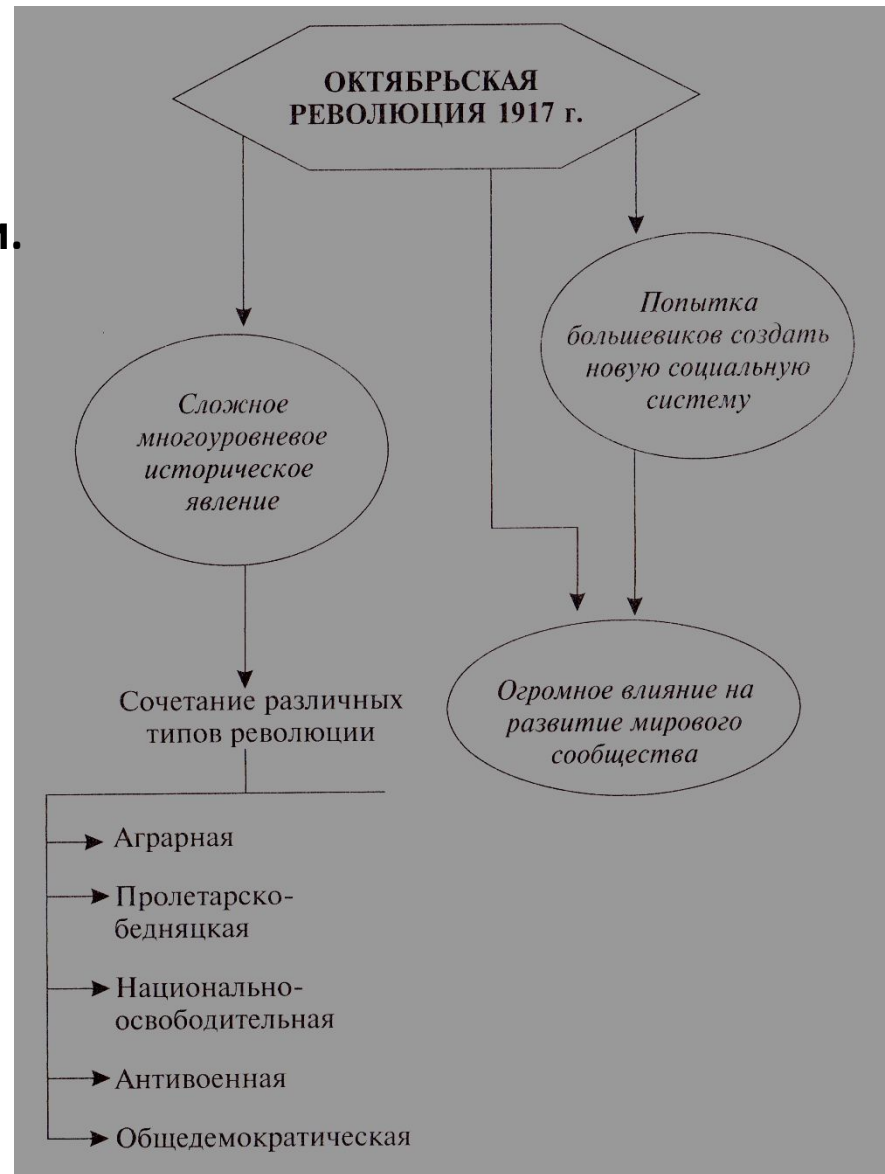 ОКТЯБРЬСКАЯ
РЕВОЛЮЦИЯ 1917 г.
Попытка
большевиков создать
новую социальную
систему
Сложное
многоуровневое
историческое
явление
Сочетание различных
типов революции
Огромное влияние на
развитие мирового
сообщества
Аграрная
Пролетарско-
бедняцкая
Национально-
освободительная
Антивоенная
Общедемократическая